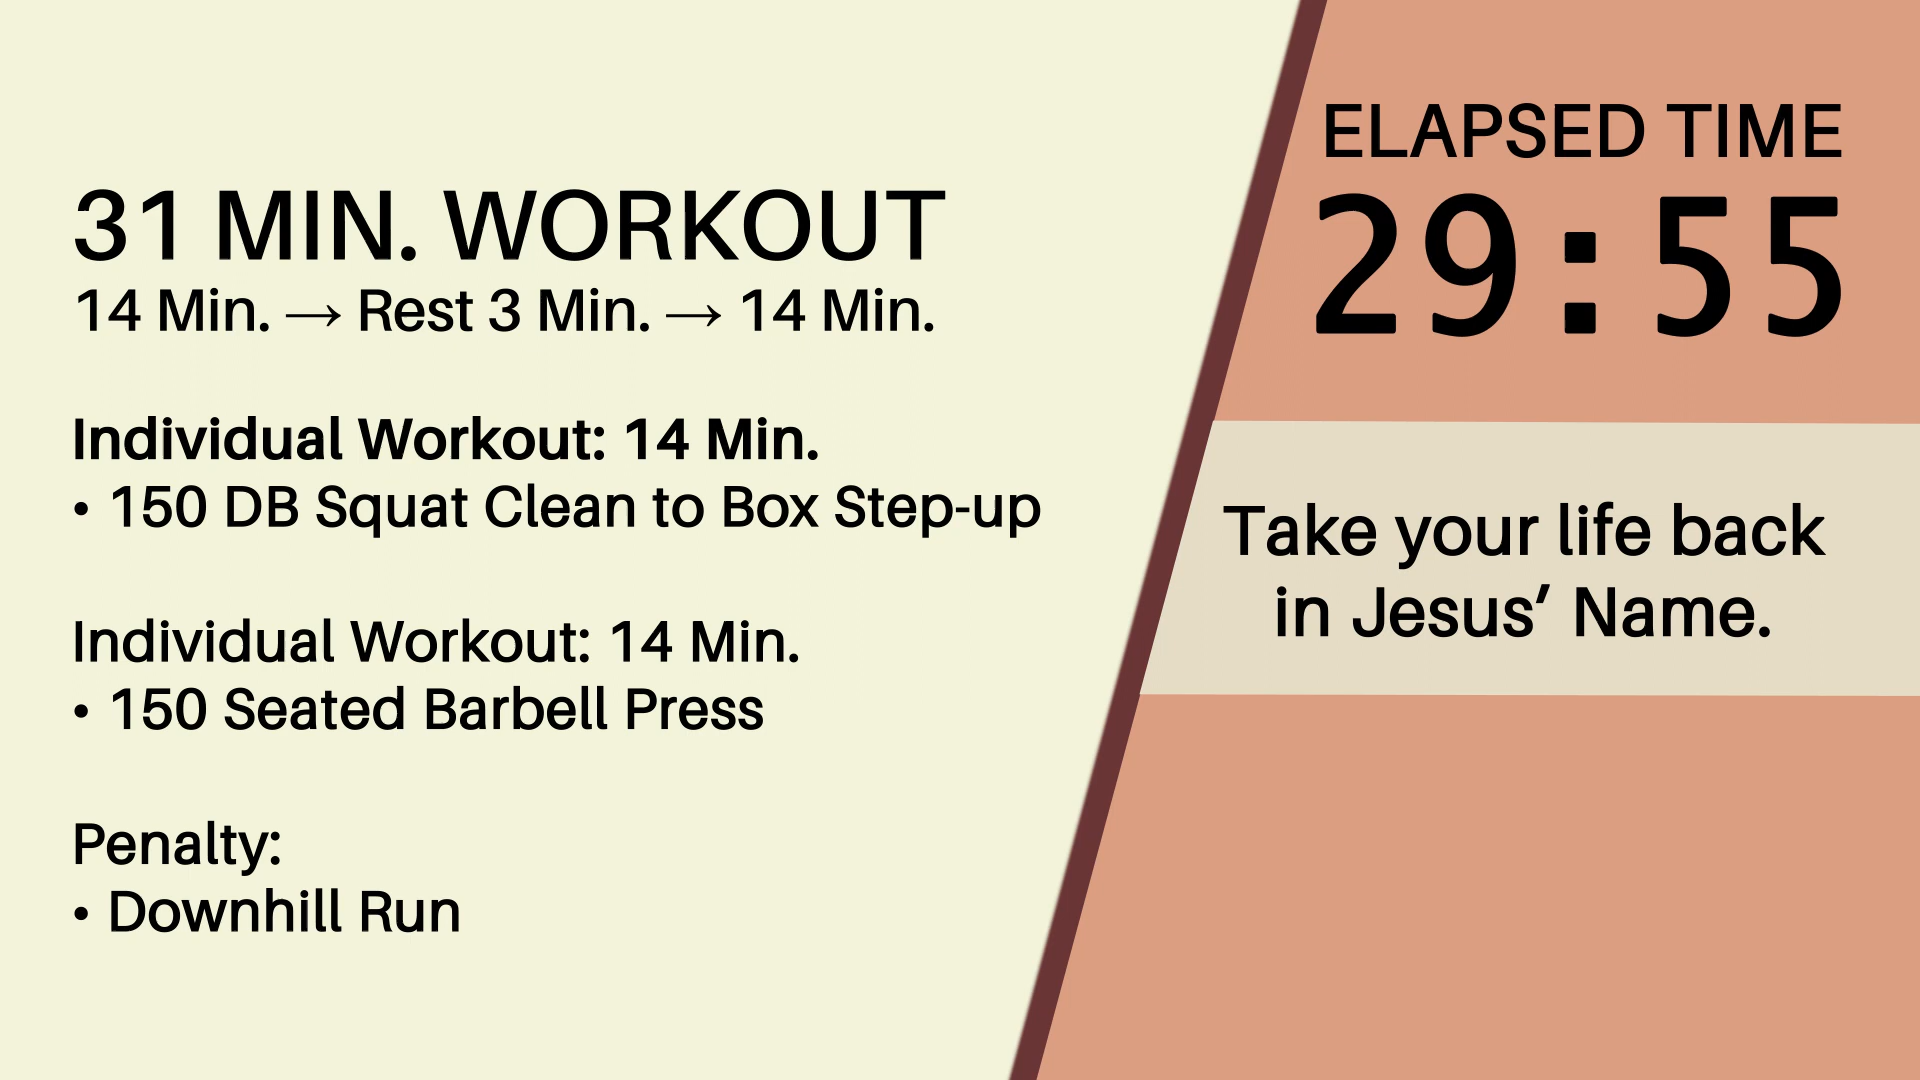 31 MIN. WORKOUT
14 Min. → Rest 3 Min. → 14 Min.
Individual Workout: 14 Min.
• 150 DB Squat Clean to Box Step-up
Individual Workout: 14 Min.
• 150 Seated Barbell Press
Penalty:
• Downhill Run
ELAPSED TIME
29:55
Take your life back
in Jesus’ Name.